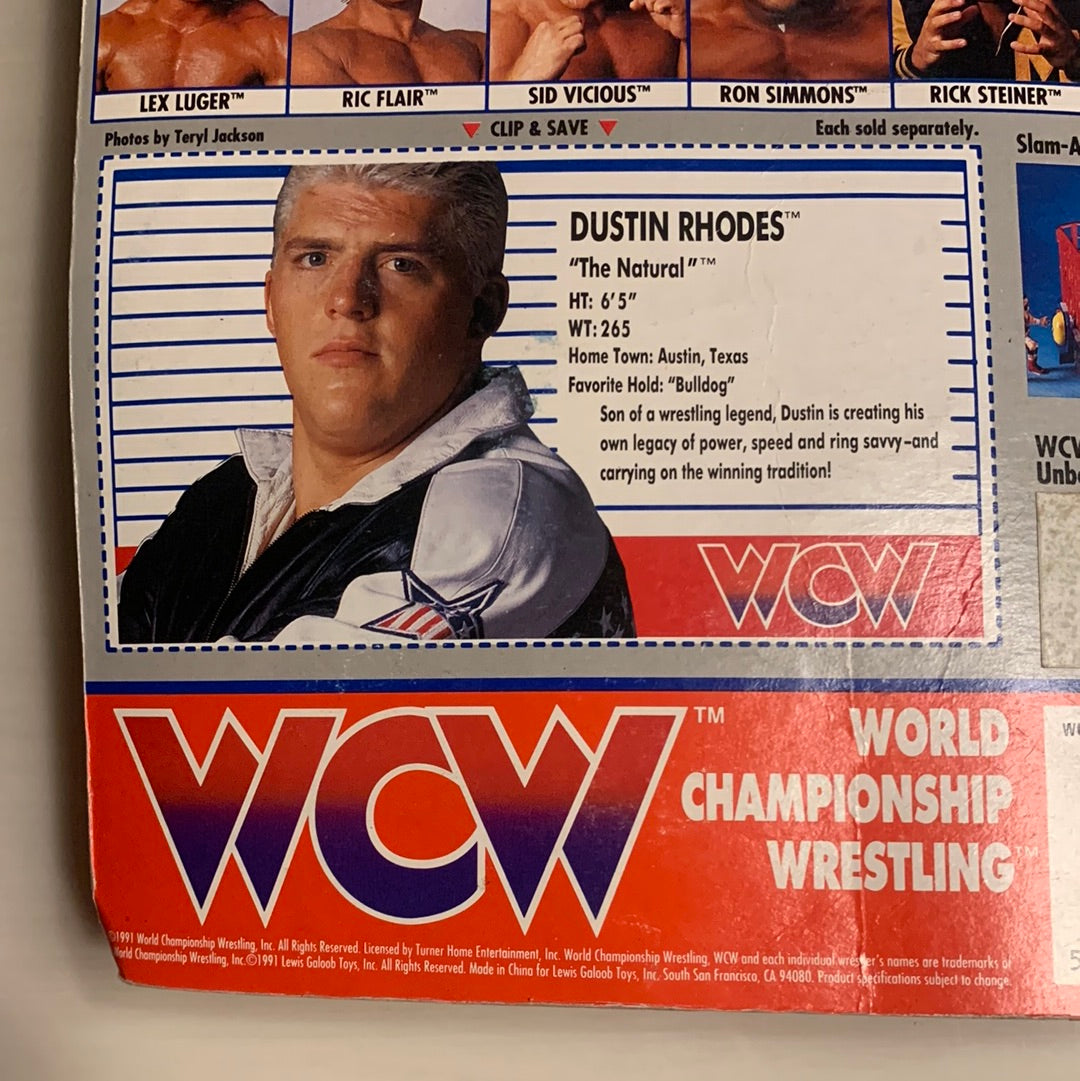 LEX LUGER™
RIC FLAIR™
SID VICIOUS™
RON SIMMONS™
RICK STEINER™
Photos by Teryl Jackson
CLIP & SAVE
Each sold separately.
Slam-A
DUSTIN RHODES™
"The Natural"™
HT: 6'5"
WT: 265
Home Town: Austin, Texas
Favorite Hold: "Bulldog"
Son of a wrestling legend, Dustin is creating his
own legacy of power, speed and ring savvy-and
carrying on the winning tradition!
WCW
Unb
WCW
WCW™
WORLD
CHAMPIONSHIP
WRESTLING™
©1991 World Championship Wrestling, Inc. All Rights Reserved. Licensed by Turner Home Entertainment, Inc. World Championship Wrestling, WCW and each individual wrestler's names are trademarks of
World Championship Wrestling, Inc. ©1991 Lewis Galoob Toys, Inc. All Rights Reserved. Made in China for Lewis Galoob Toys, Inc. South San Francisco, CA 94080. Product specifications subject to change.